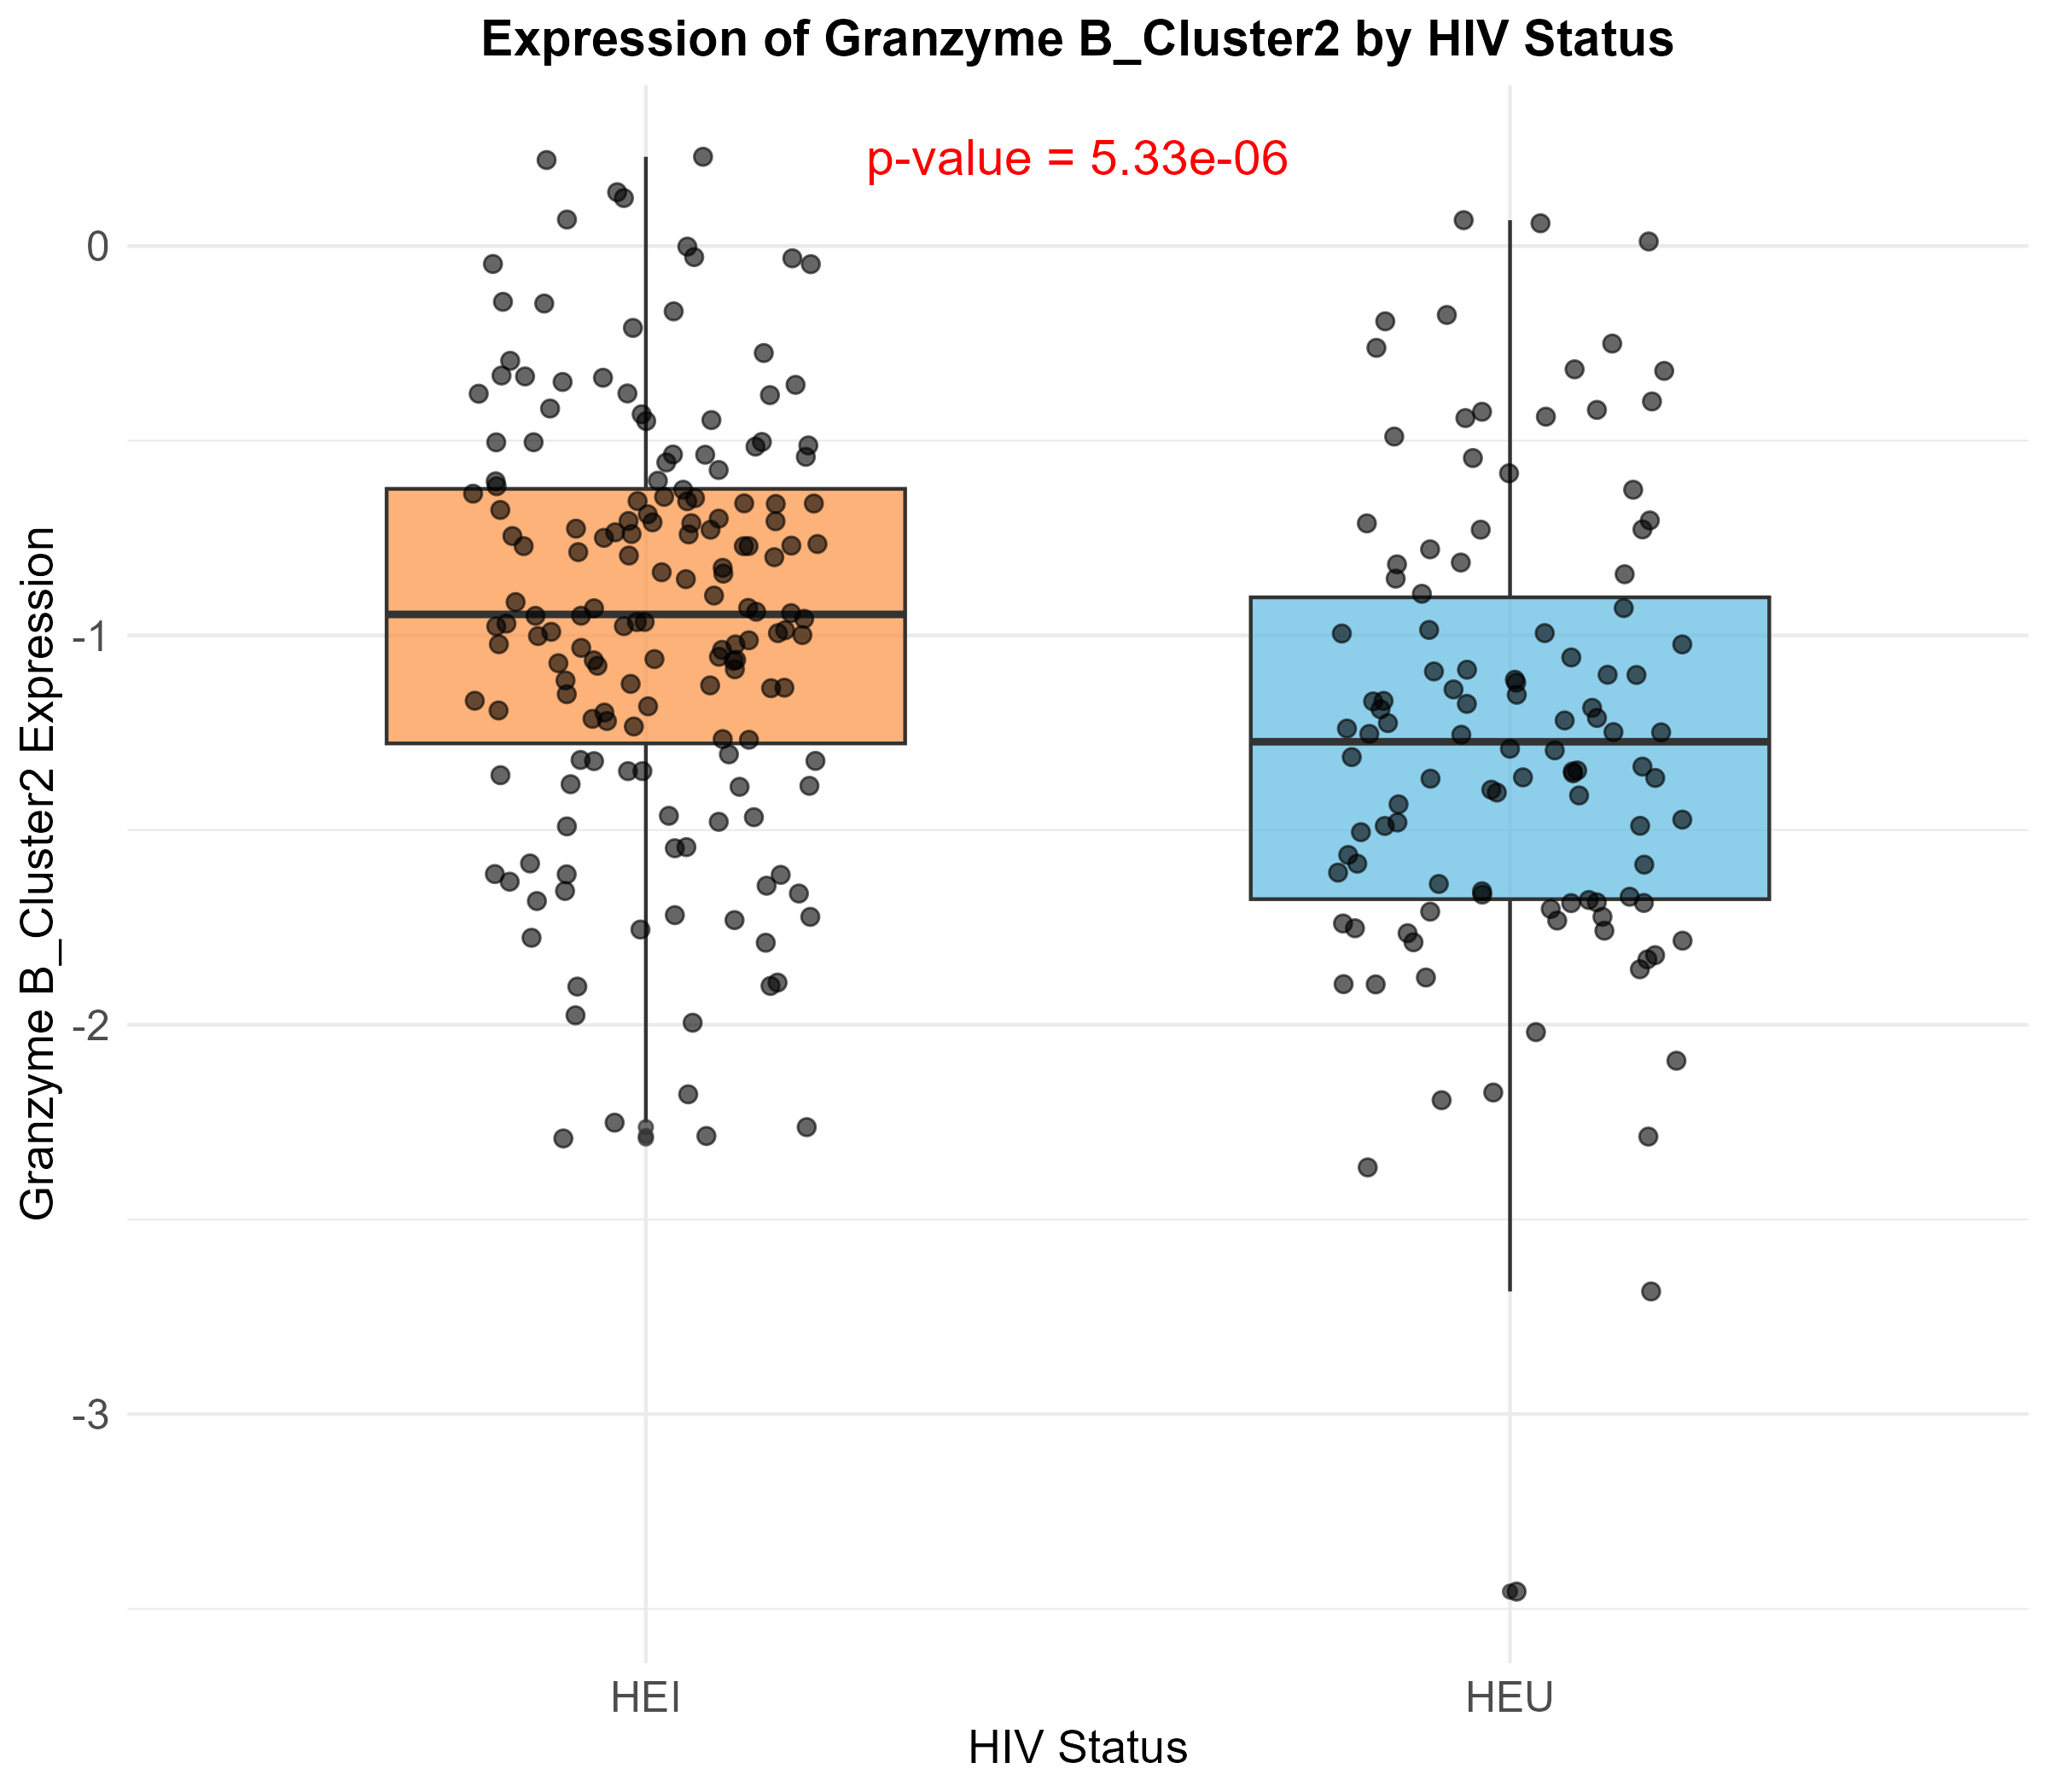 Expression of Granzyme B_Cluster2 by HIV Status
p-value = 5.33e-06
Granzyme B_Cluster2 Expression
0
-1
-2
-3
HEI
HEU
HIV Status